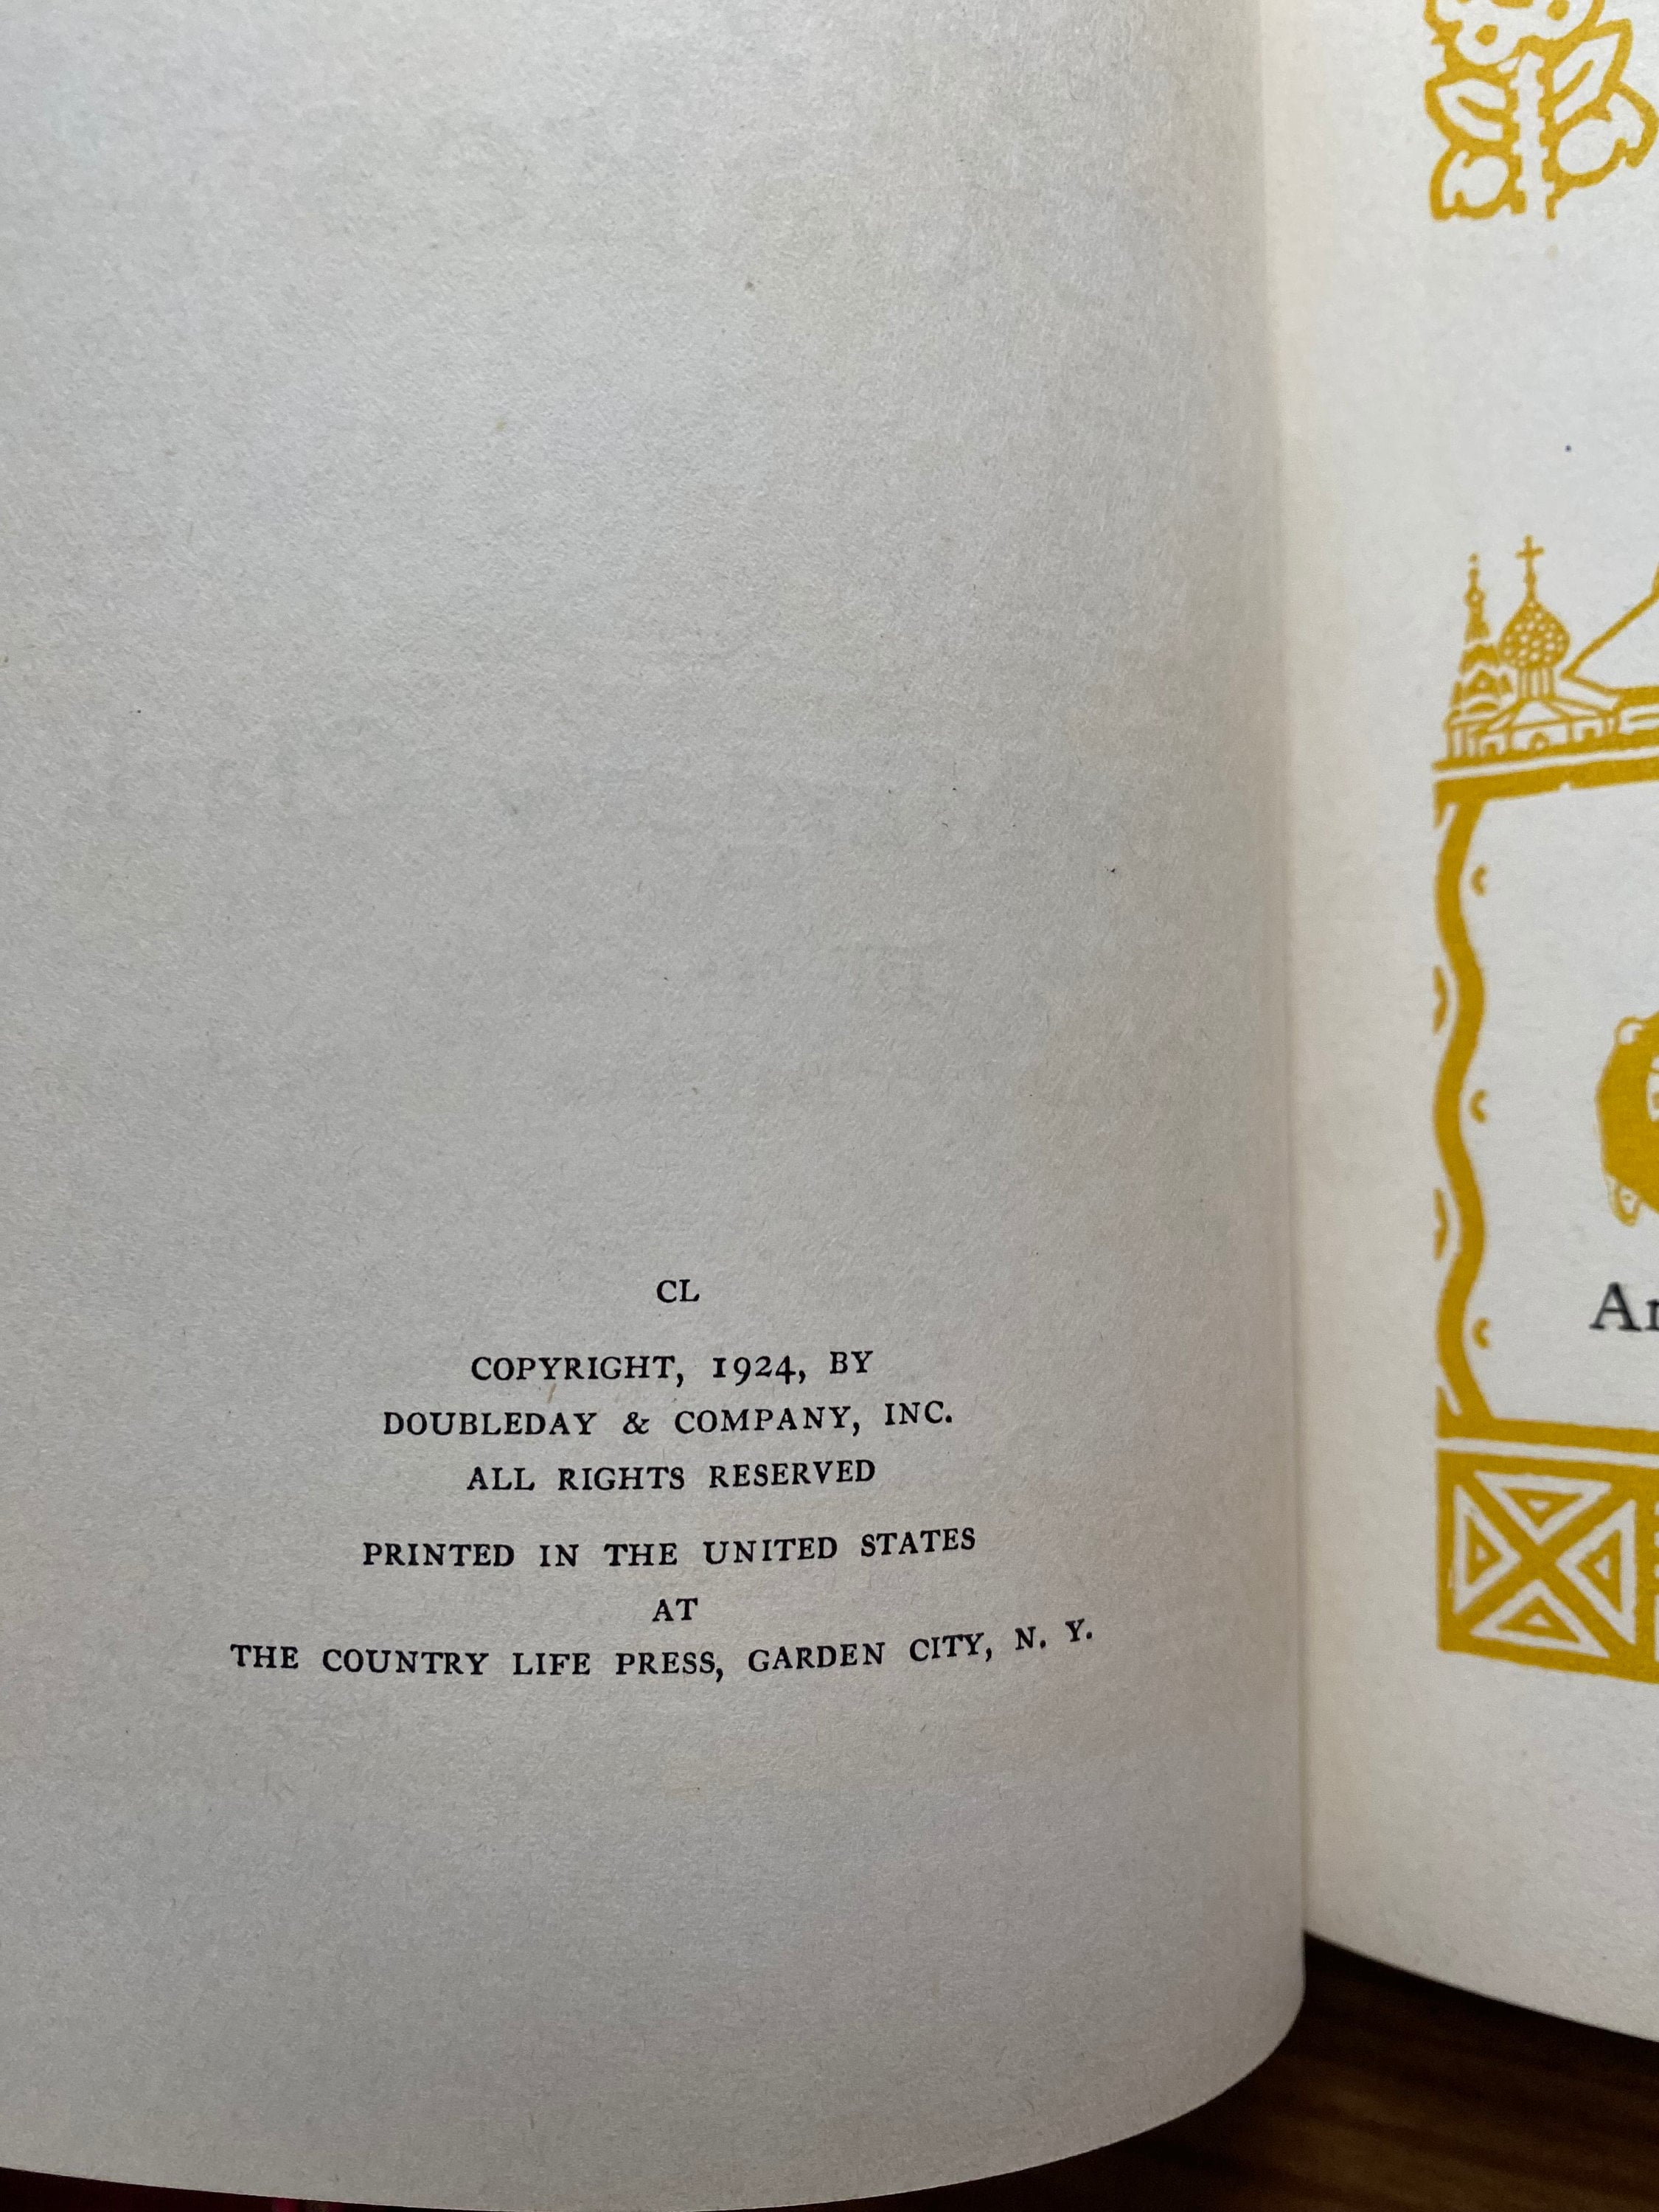 CL
COPYRIGHT, 1924, BY
DOUBLEDAY & COMPANY, INC.
ALL RIGHTS RESERVED
PRINTED IN THE UNITED STATES
AT
THE COUNTRY LIFE PRESS, GARDEN CITY, N. Y.